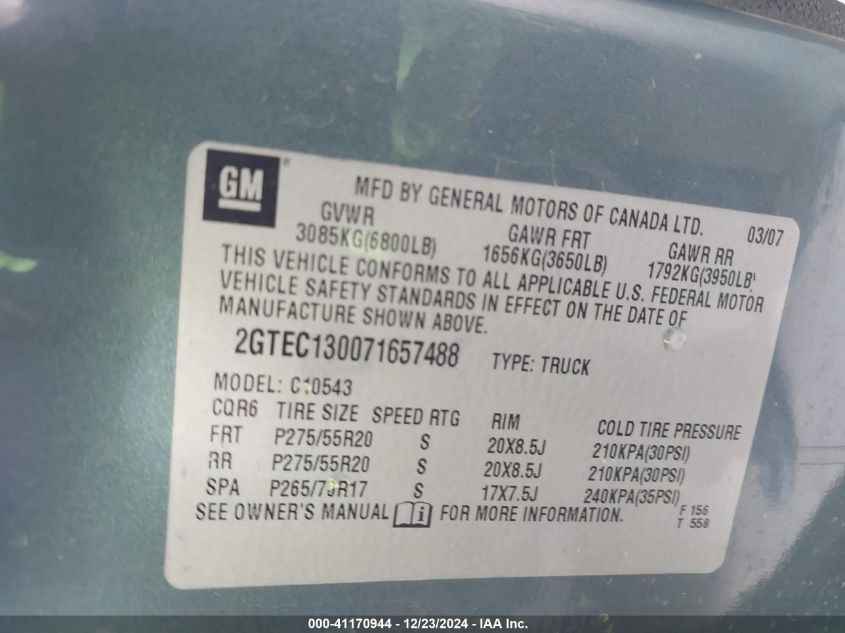 GM ® MFD BY GENERAL MOTORS OF CANADA LTD. 03/07
GVWR GAWR FRT GAWR RR
3085KG(6800LB) 1656KG(3650LB) 1792KG(3950LB)
THIS VEHICLE CONFORMS TO ALL APPLICABLE U.S. FEDERAL MOTOR
VEHICLE SAFETY STANDARDS IN EFFECT ON THE DATE OF
MANUFACTURE SHOWN ABOVE.
2GTEC130071657488 TYPE: TRUCK
MODEL: C10543
CQR6 TIRE SIZE SPEED RTG RIM COLD TIRE PRESSURE
FRT P275/55R20 S 20X8.5J 210KPA(30PSI)
RR P275/55R20 S 20X8.5J 210KPA(30PSI)
SPA P265/70R17 S 17X7.5J 240KPA(35PSI)
SEE OWNER'S MANUAL i FOR MORE INFORMATION. F 156
T 558
000-41170944 - 12/23/2024 - IAA Inc.